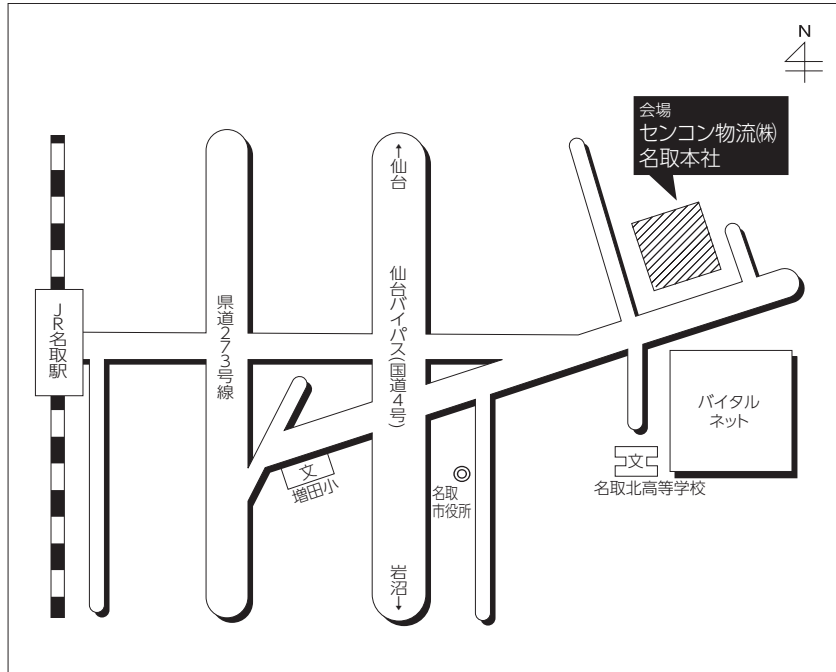 N
会場
センコン物流㈱
名取本社
↑仙台
仙台バイパス(国道4号)
岩沼↓
県道273号線
JR名取駅
バイタル
ネット
文
増田小
名取
市役所
文
名取北高等学校